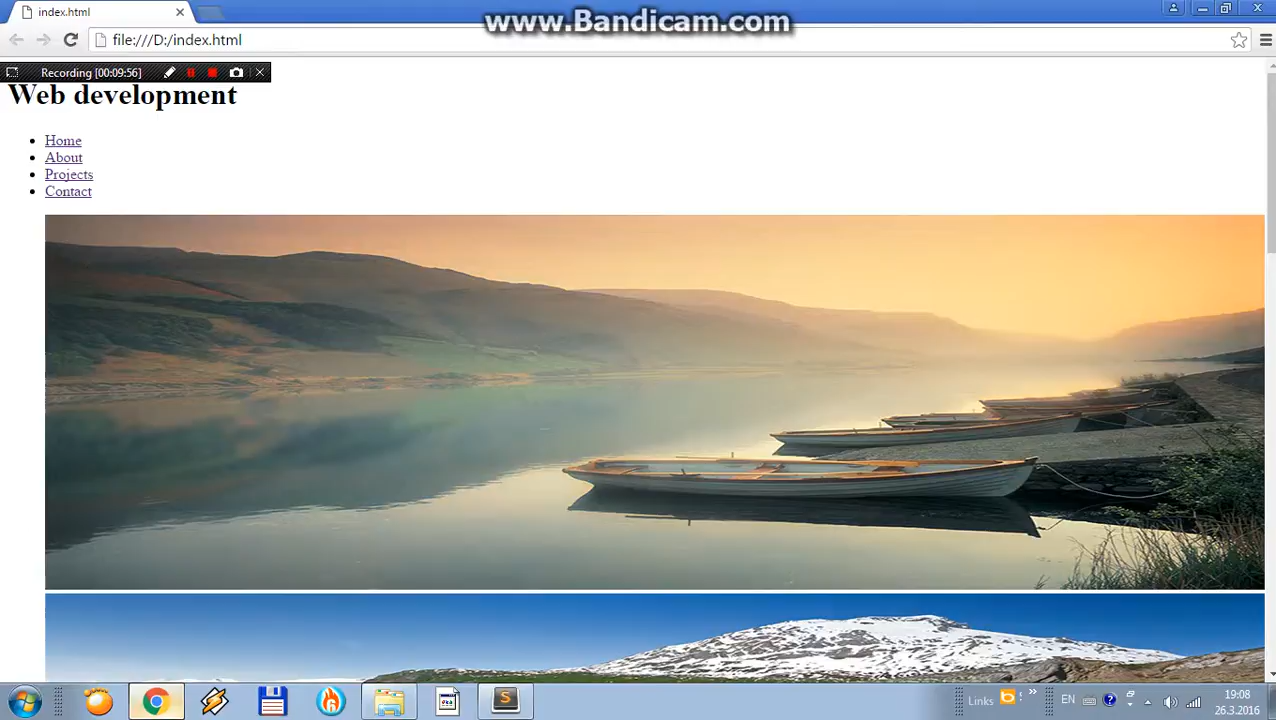 index.html
www.Bandicam.com
file:///D:/index.html
Recording [00:09:56]
Web development
Home
About
Projects
Contact
S
Links
EN
19:08
26.3.2016